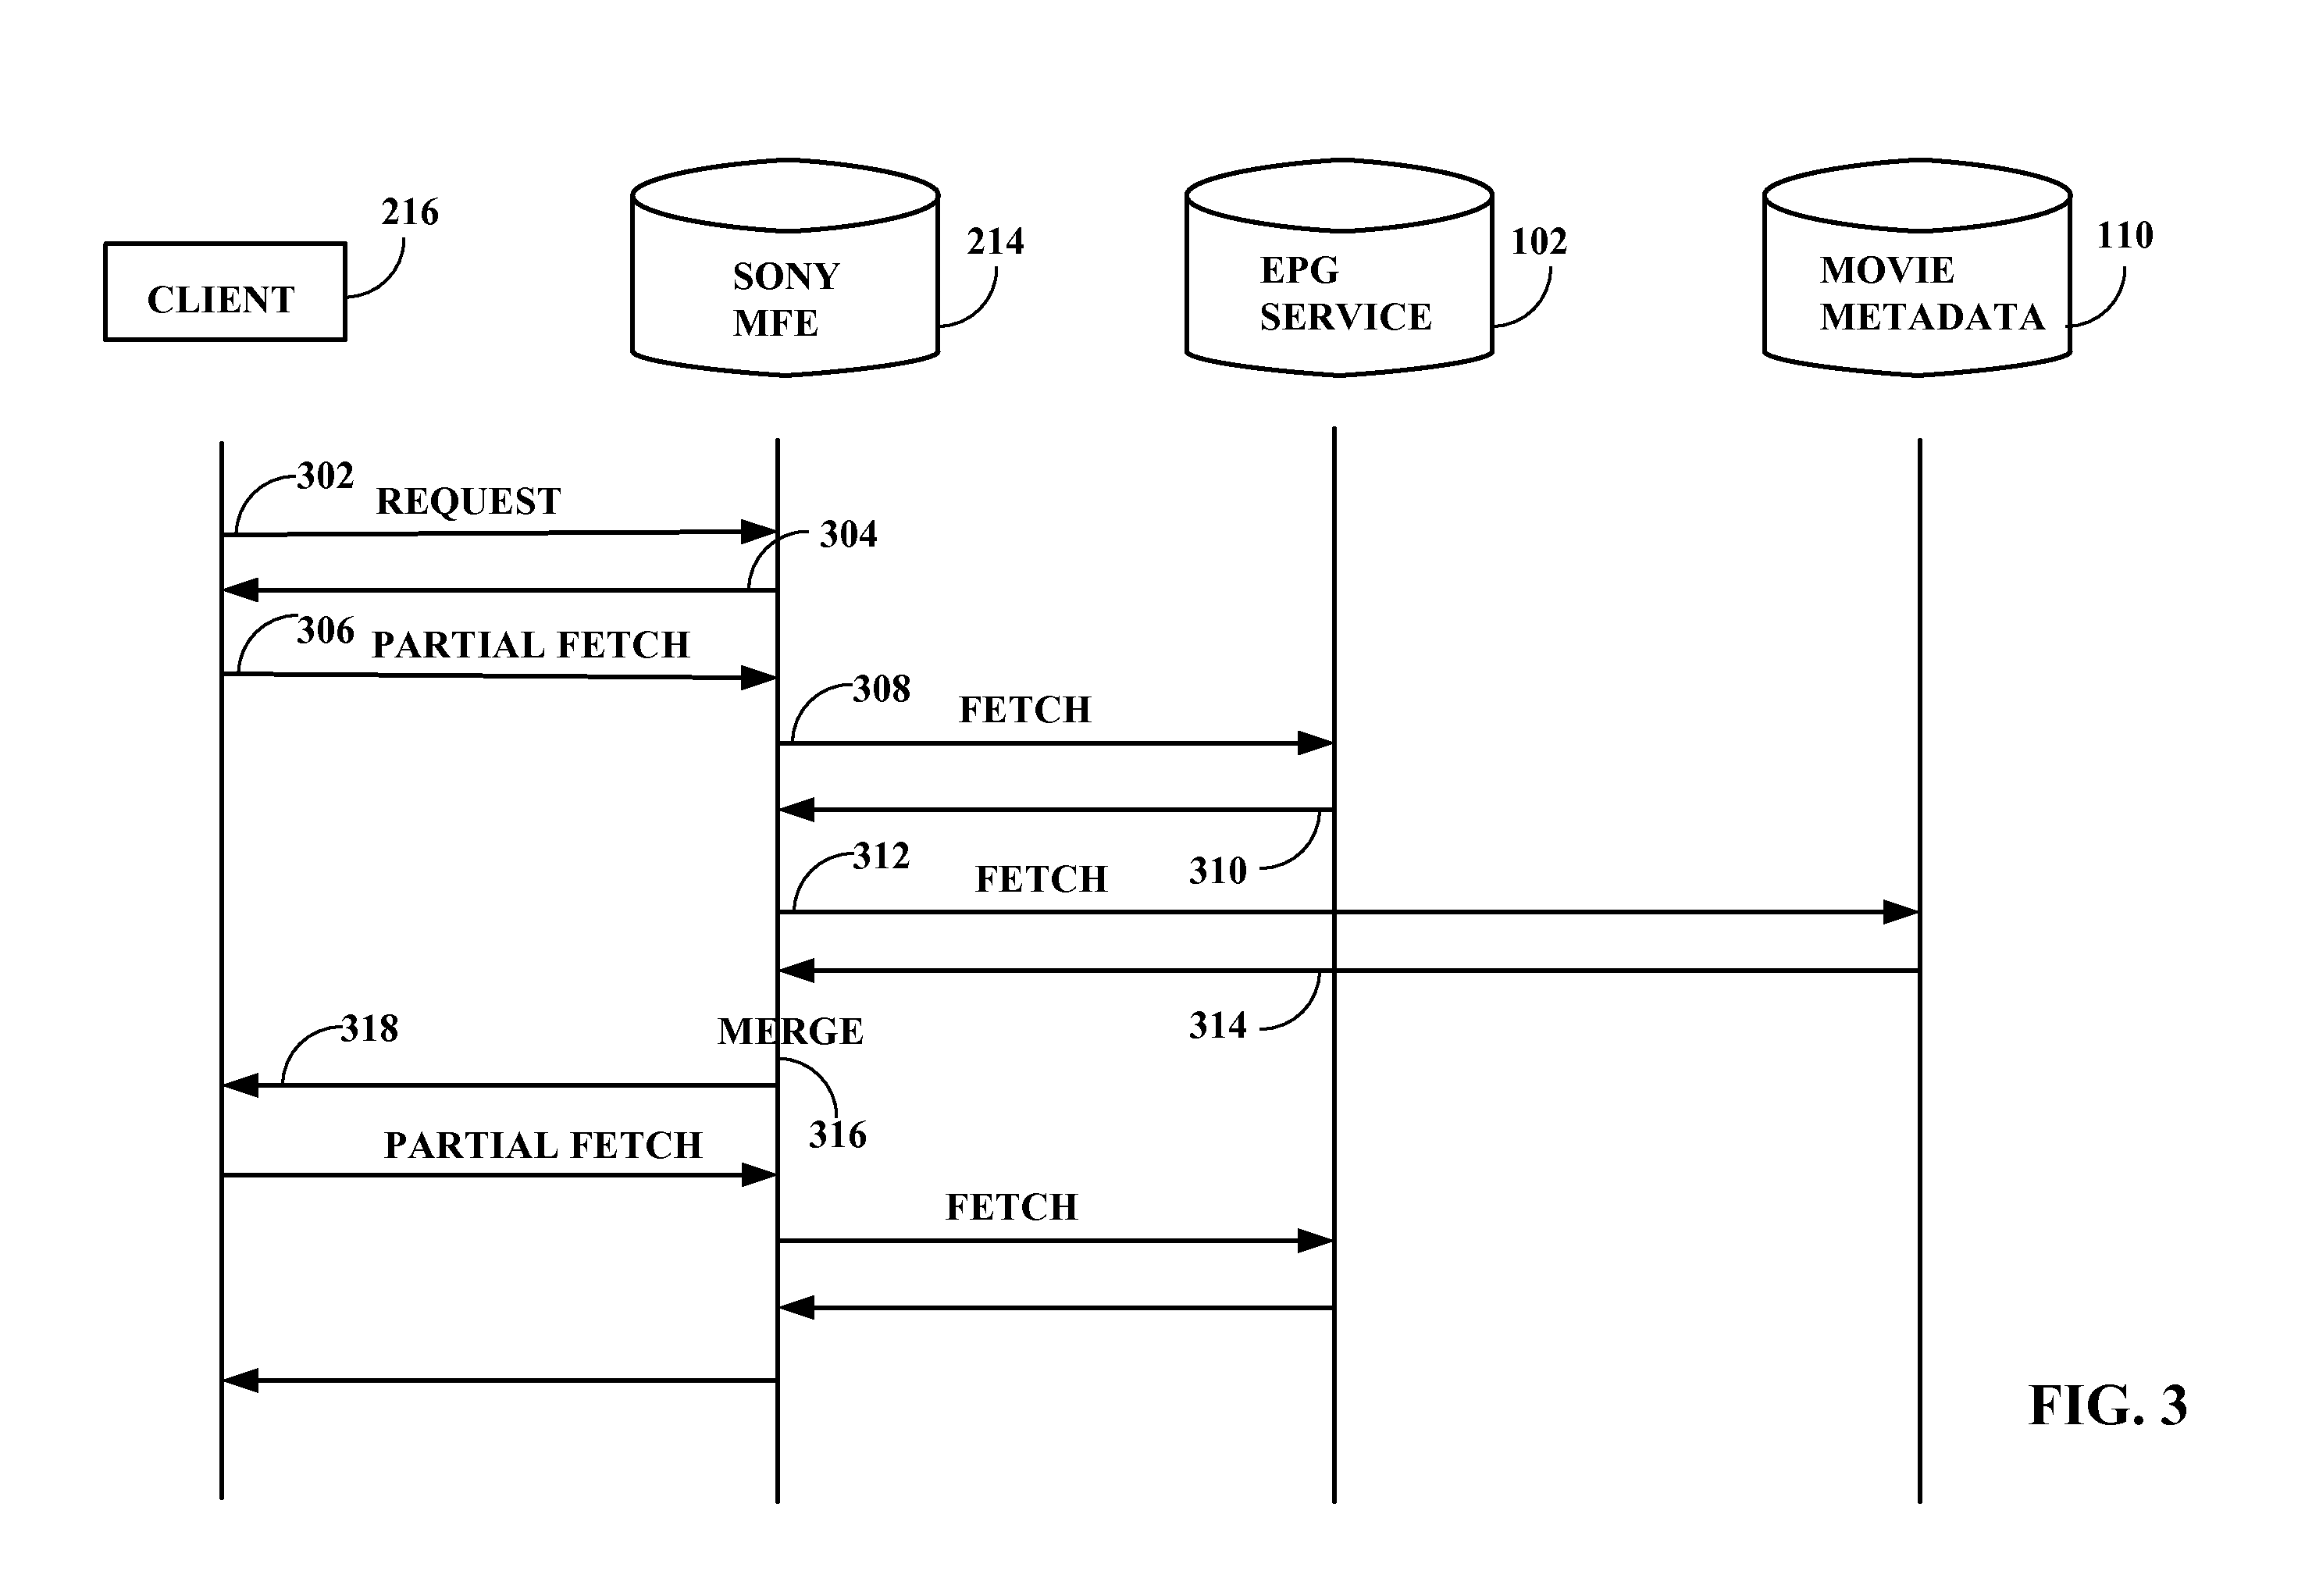 216
CLIENT
SONY
MFE
214
EPG
SERVICE
102
MOVIE
METADATA
110
302
REQUEST
304
306
PARTIAL FETCH
308
FETCH
310
312
FETCH
314
MERGE
318
316
PARTIAL FETCH
FETCH
FIG. 3